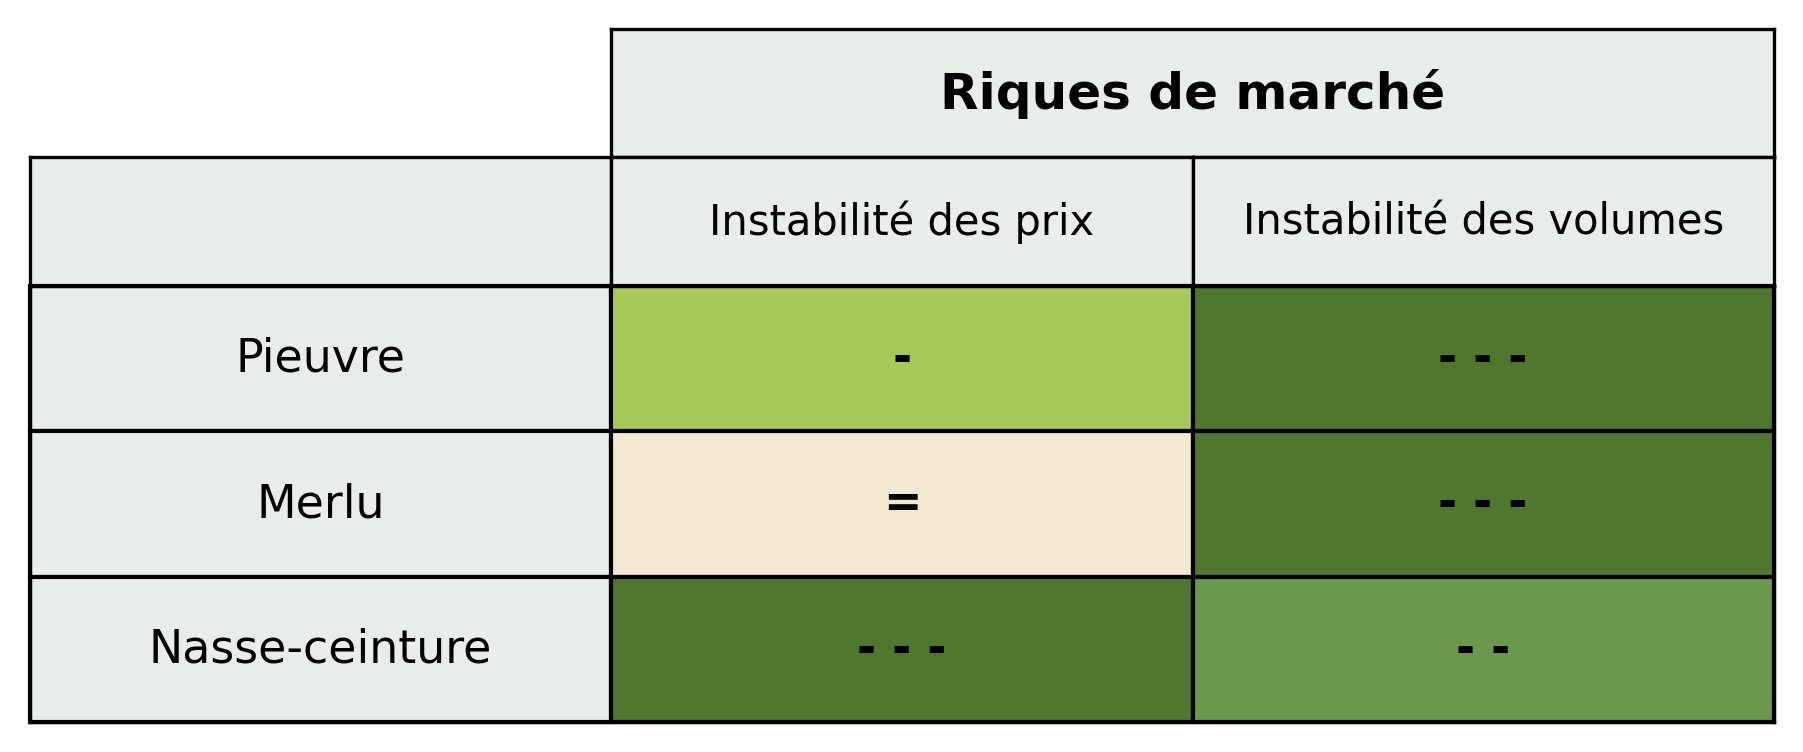 Riques de marché
Instabilité des prix Instabilité des volumes
Pieuvre - - - -
Merlu = - - -
Nasse-ceinture - - - - -